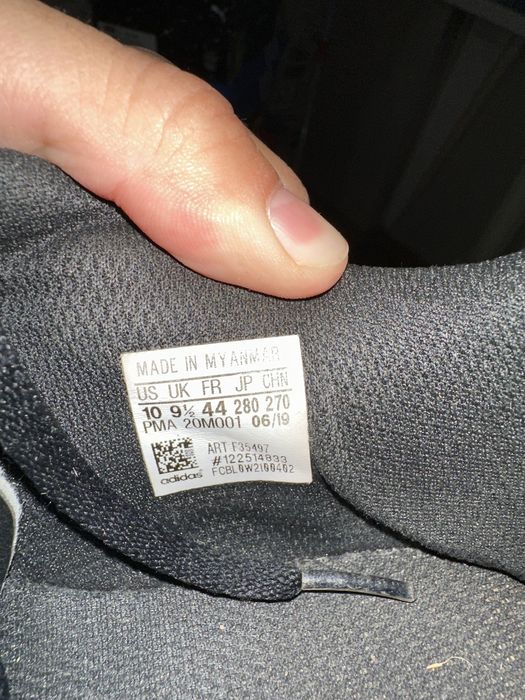 MADE IN MYANMAR
US UK FR JP CHN
10 9½ 44 280 270
PMA 20M001 06/19
ART F35497
#122514833
FCBL0W2100402
adidas